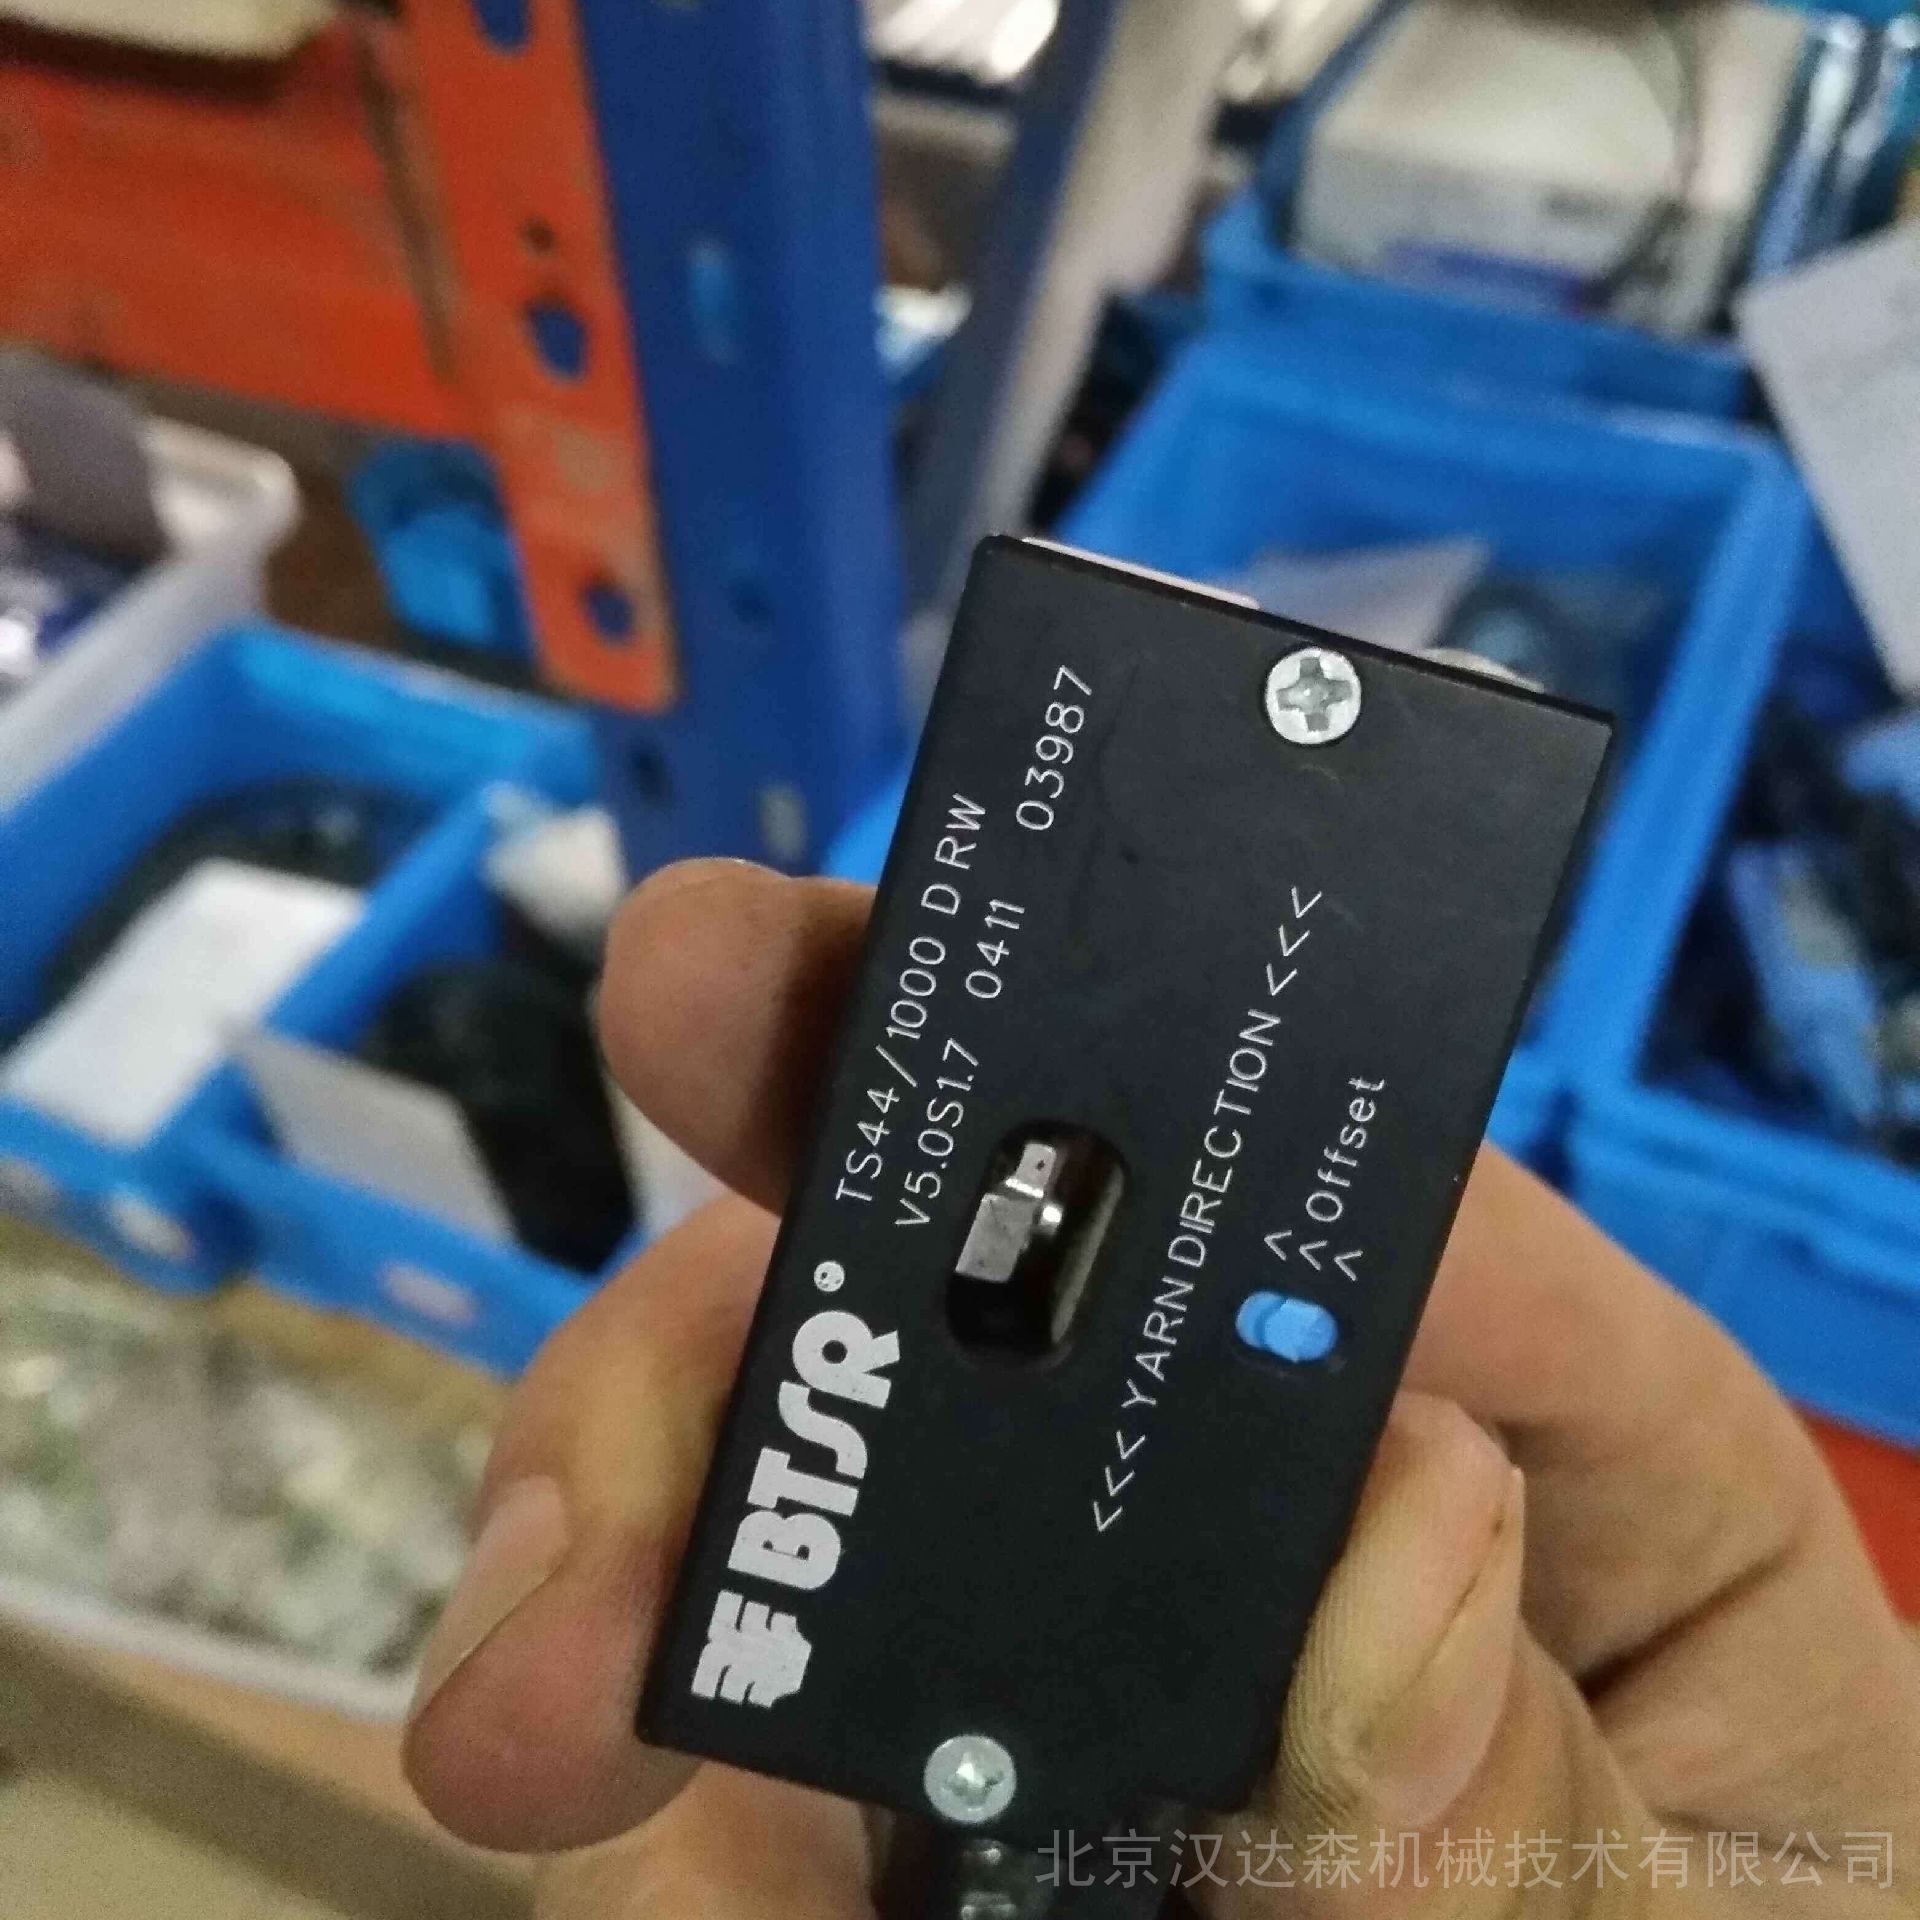 BTSR®
TS44/1000 D RW
V5.0S1.7 0411 03987
<<< YARN DIRECTION <<<
>>> Offset
北京汉达森机械技术有限公司